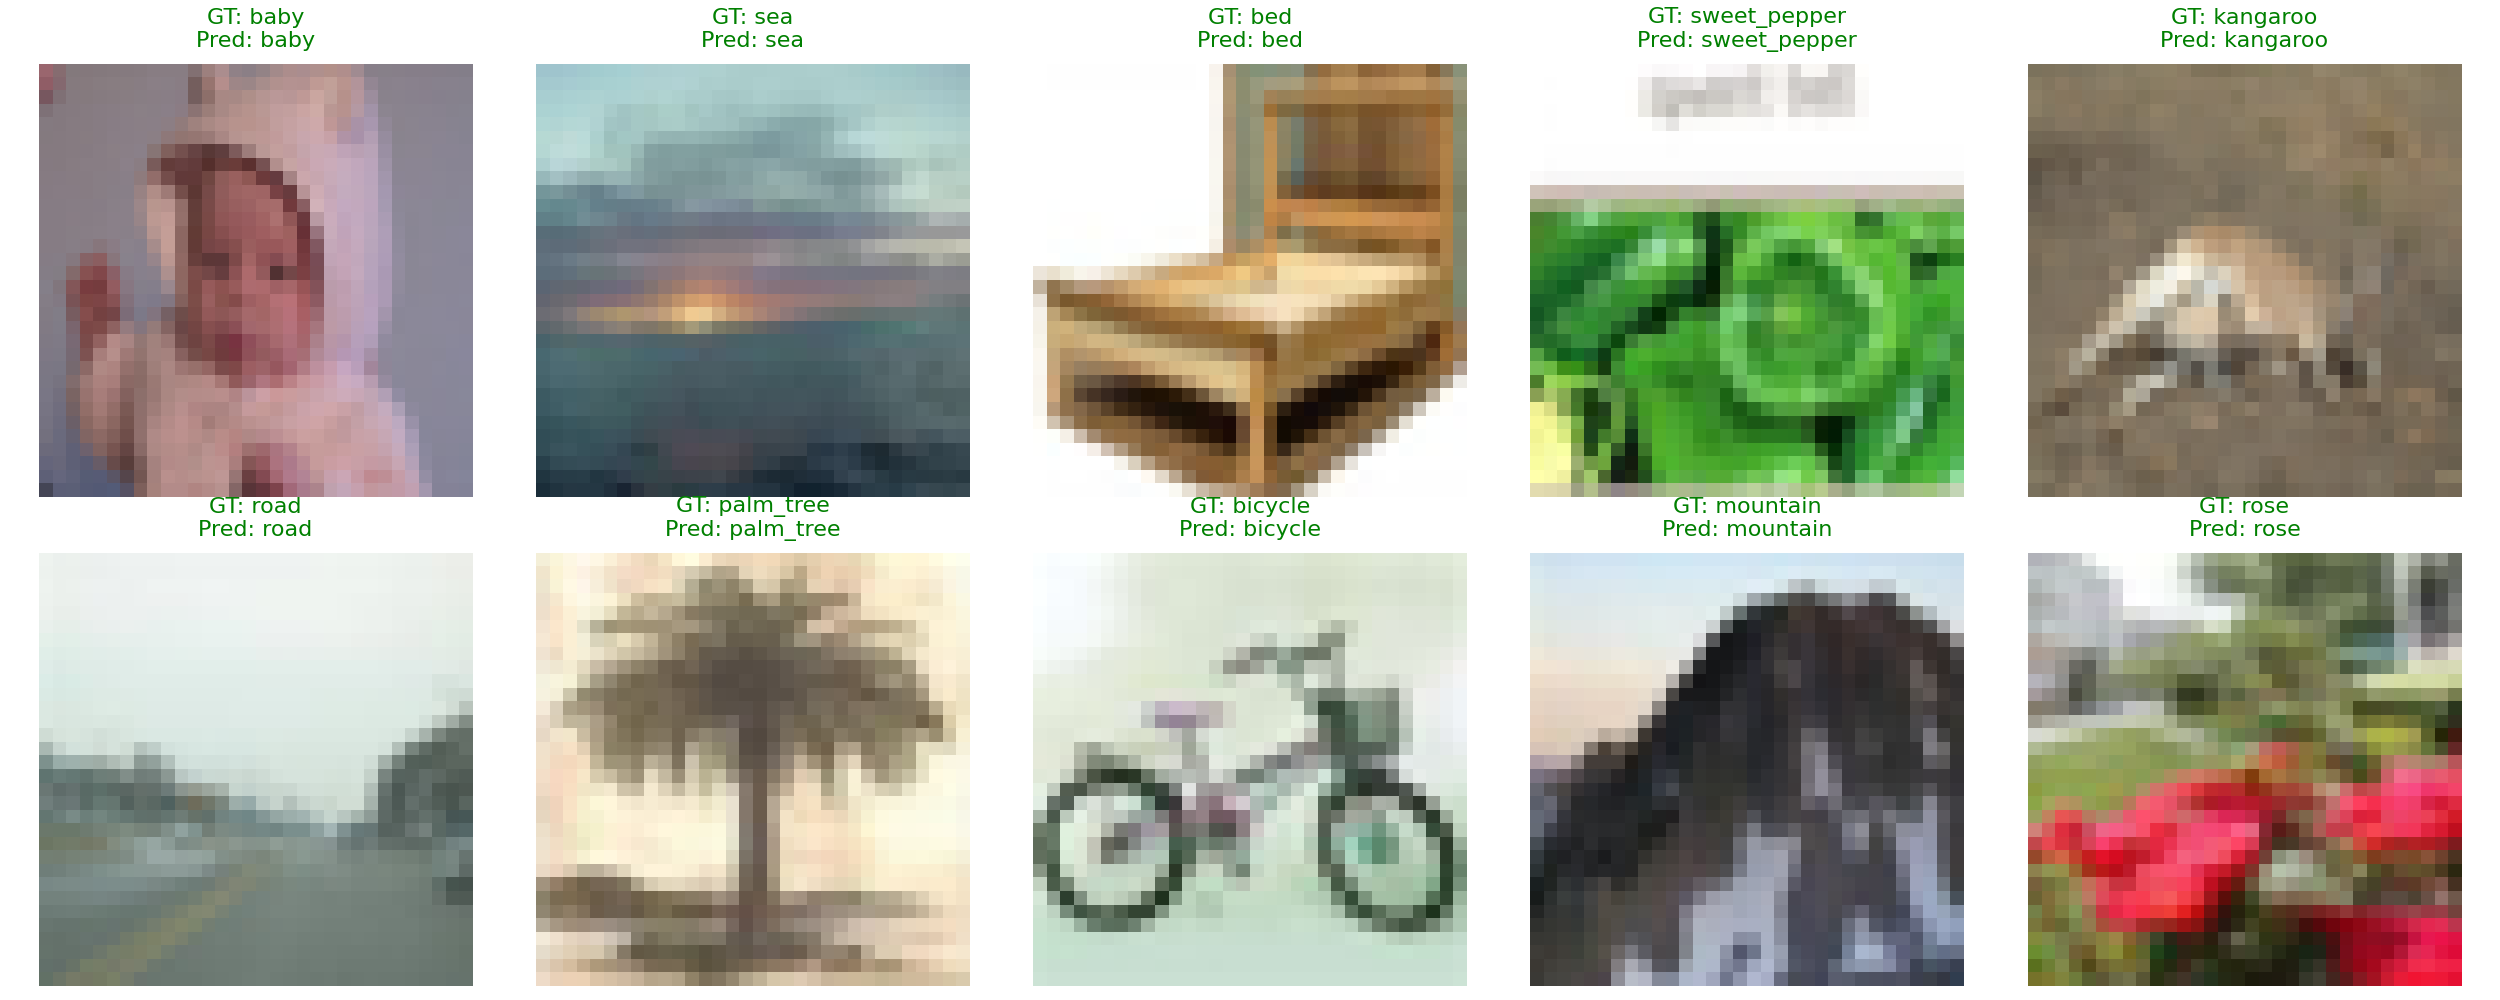 GT: baby
Pred: baby
GT: sea
Pred: sea
GT: bed
Pred: bed
GT: sweet_pepper
Pred: sweet_pepper
GT: kangaroo
Pred: kangaroo
GT: road
Pred: road
GT: palm_tree
Pred: palm_tree
GT: bicycle
Pred: bicycle
GT: mountain
Pred: mountain
GT: rose
Pred: rose